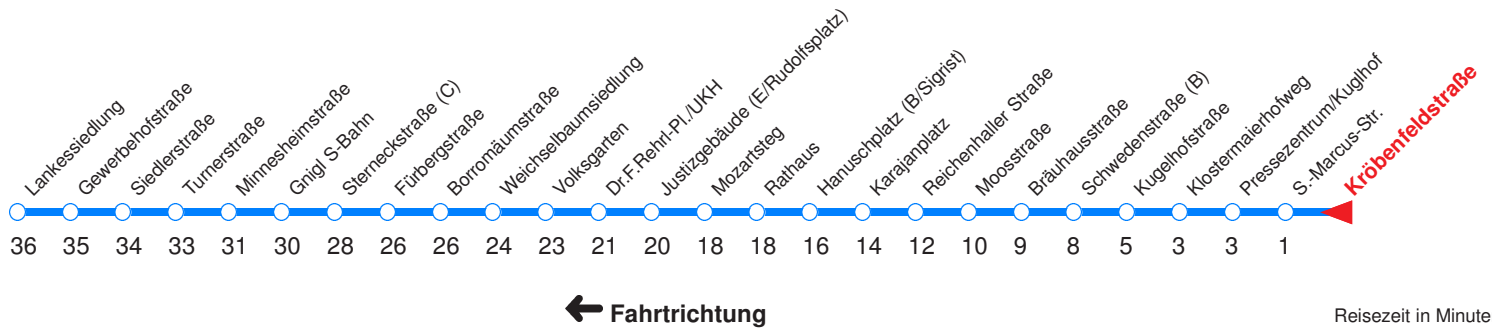 Lankessiedlung
Gewerbehofstraße
Siedlerstraße
Turnerstraße
Minnesheimstraße
Gnigl S-Bahn
Sterneckstraße (C)
Fürbergstraße
Borromäumstraße
Weichselbaumsiedlung
Volksgarten
Dr.F.Rehrl-Pl./UKH
Justizgebäude (E/Rudolfsplatz)
Mozartsteg
Rathaus
Hanuschplatz (B/Sigrist)
Karajanplatz
Reichenhaller Straße
Moosstraße
Bräuhausstraße
Schwedenstraße (B)
Kugelhofstraße
Klostermaierhofweg
Pressezentrum/Kuglhof
S.-Marcus-Str.
Kröbenfeldstraße
36 35 34 33 31 30 28 26 26 24 23 21 20 18 18 16 14 12 10 9 8 5 3 3 1
Fahrtrichtung
Reisezeit in Minute